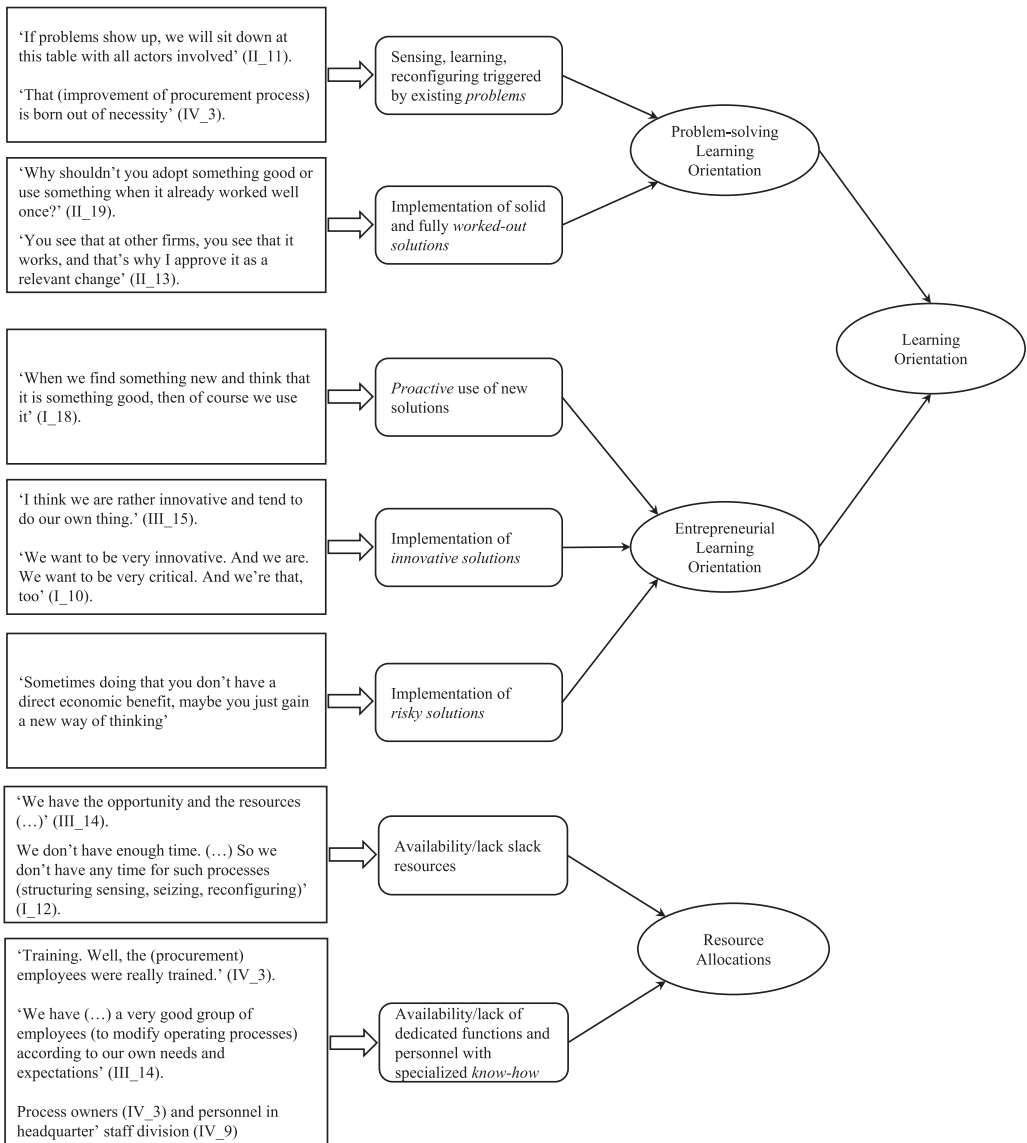 ‘If problems show up, we will sit down at
this table with all actors involved’ (II_11).
‘That (improvement of procurement process)
is born out of necessity’ (IV_3).
Sensing, learning,
reconfiguring triggered
by existing problems
‘Why shouldn’t you adopt something good or
use something when it already worked well
once?’ (II_19).
‘You see that at other firms, you see that it
works, and that’s why I approve it as a
relevant change’ (II_13).
Implementation of solid
and fully worked-out
solutions
Problem-solving
Learning
Orientation
‘When we find something new and think that
it is something good, then of course we use
it’ (I_18).
Proactive use of new
solutions
‘I think we are rather innovative and tend to
do our own thing.’ (III_15).
‘We want to be very innovative. And we are.
We want to be very critical. And we’re that,
too’ (I_10).
Implementation of
innovative solutions
‘Sometimes doing that you don’t have a
direct economic benefit, maybe you just gain
a new way of thinking’
Implementation of
risky solutions
Entrepreneurial
Learning
Orientation
Learning
Orientation
‘We have the opportunity and the resources
(…)’ (III_14).
We don’t have enough time. (…) So we
don’t have any time for such processes
(structuring sensing, seizing, reconfiguring)’
(I_12).
Availability/lack slack
resources
‘Training. Well, the (procurement)
employees were really trained.’ (IV_3).
‘We have (…) a very good group of
employees (to modify operating processes)
according to our own needs and
expectations’ (III_14).
Process owners (IV_3) and personnel in
headquarter’ staff division (IV_9)
Availability/lack of
dedicated functions and
personnel with
specialized know-how
Resource
Allocations